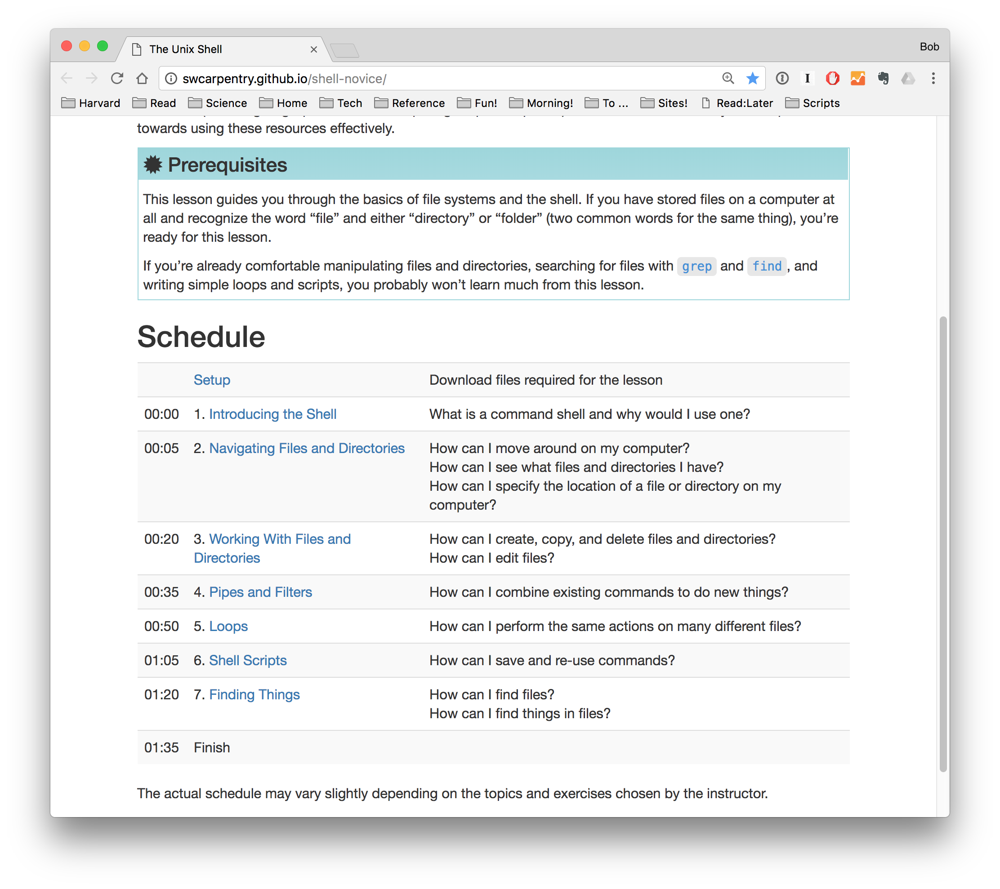 The Unix Shell
Bob
swcarpentry.github.io/shell-novice/
Harvard Read Science Home Tech Reference Fun! Morning! To ... Sites! Read:Later Scripts
towards using these resources effectively.
Prerequisites
This lesson guides you through the basics of file systems and the shell. If you have stored files on a computer at
all and recognize the word “file” and either “directory” or “folder” (two common words for the same thing), you’re
ready for this lesson.
If you’re already comfortable manipulating files and directories, searching for files with grep and find, and
writing simple loops and scripts, you probably won’t learn much from this lesson.
Schedule
Setup Download files required for the lesson
00:00 1. Introducing the Shell What is a command shell and why would I use one?
00:05 2. Navigating Files and Directories How can I move around on my computer?
How can I see what files and directories I have?
How can I specify the location of a file or directory on my
computer?
00:20 3. Working With Files and How can I create, copy, and delete files and directories?
Directories How can I edit files?
00:35 4. Pipes and Filters How can I combine existing commands to do new things?
00:50 5. Loops How can I perform the same actions on many different files?
01:05 6. Shell Scripts How can I save and re-use commands?
01:20 7. Finding Things How can I find files?
How can I find things in files?
01:35 Finish
The actual schedule may vary slightly depending on the topics and exercises chosen by the instructor.